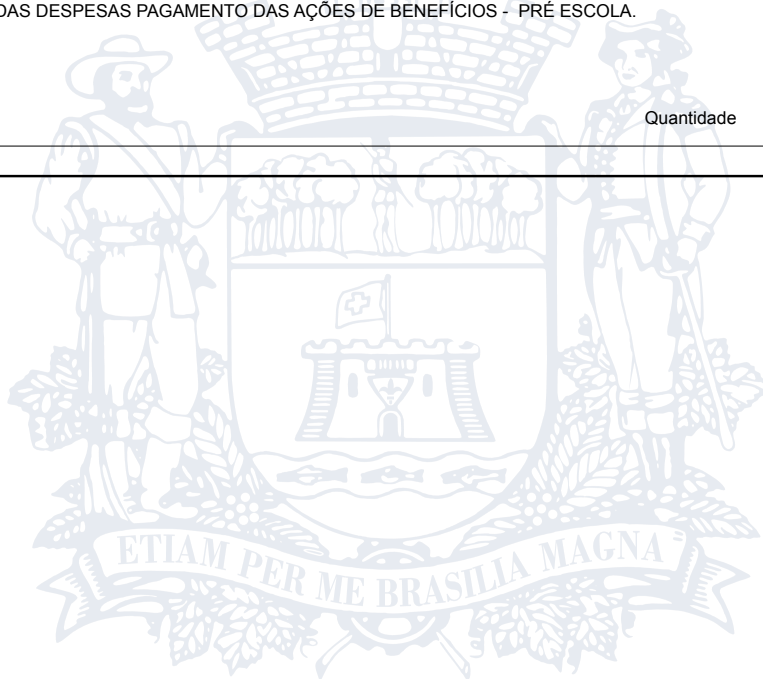 DAS DESPESAS PAGAMENTO DAS AÇÕES DE BENEFÍCIOS - PRÉ ESCOLA.
Quantidade
ETIAM PER ME BRASILIA MAGNA